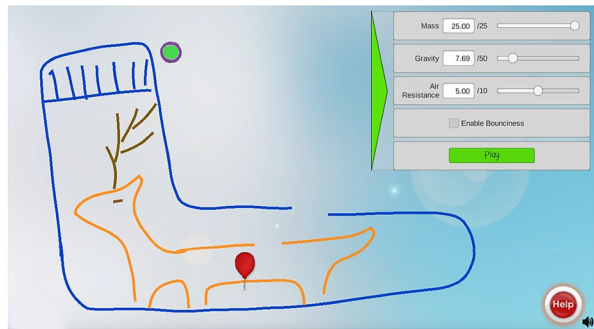 Mass 25.00 /25
Gravity 7.69 /50
Air
Resistance 5.00 /10
Enable Bounciness
Play
Help